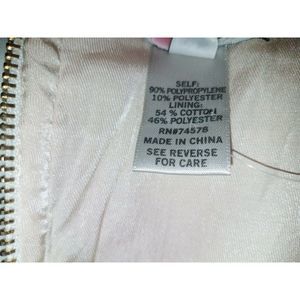 SELF:
90% POLYPROPYLENE
10% POLYESTER
LINING:
54 % COTTON
46% POLYESTER
RN#74578
MADE IN CHINA
SEE REVERSE
FOR CARE